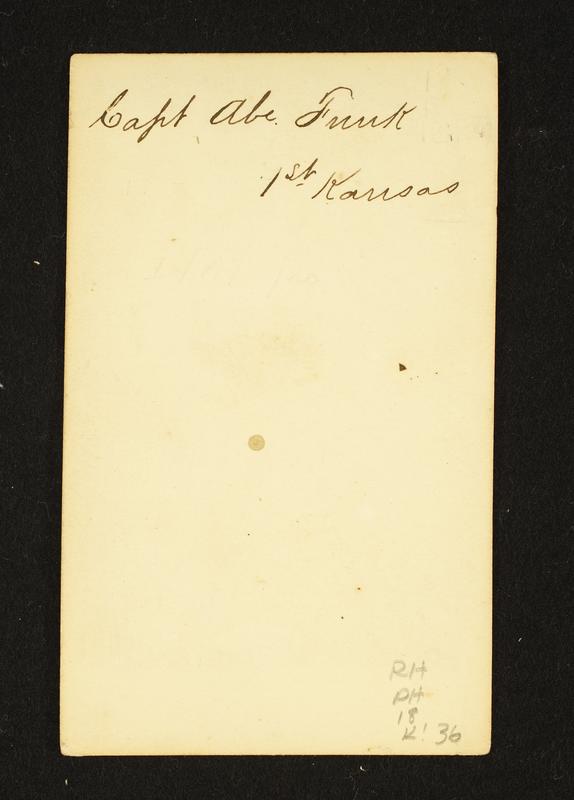 Capt Abe. Funk
1st Kansas
RH
PH
18
K! 36